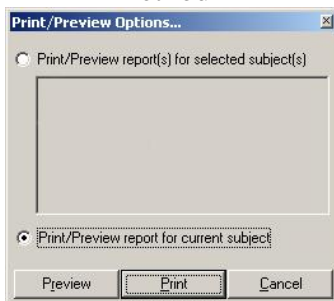 Print/Preview Options...
Print/Preview report(s) for selected subject(s)
Print/Preview report for current subject
Preview Print Cancel